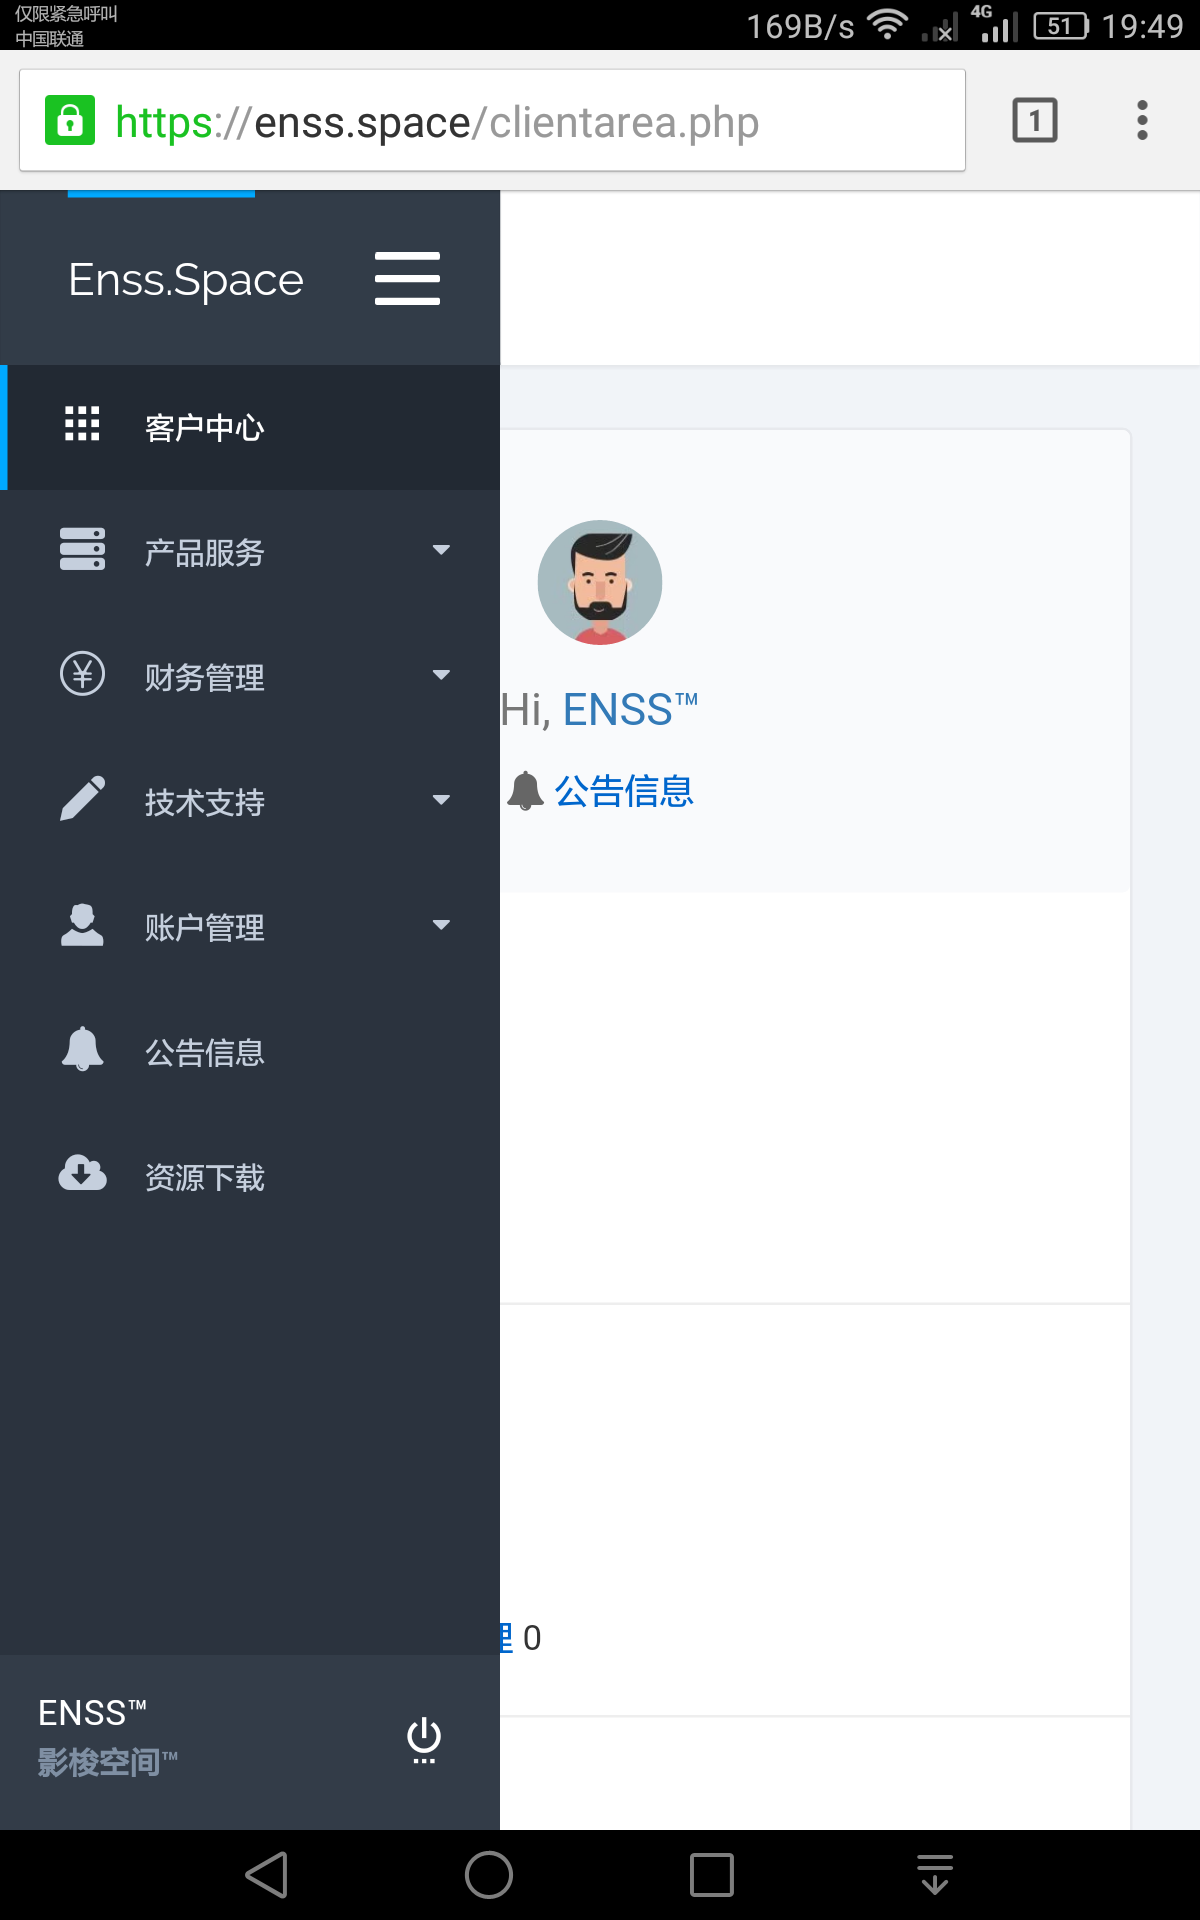 仅限紧急呼叫
中国联通
169B/s 4G 51 19:49
https://enss.space/clientarea.php
1
Enss.Space
客户中心
产品服务
财务管理
技术支持
账户管理
公告信息
资源下载
Hi, ENSS™
公告信息
理 0
ENSS™
影梭空间™